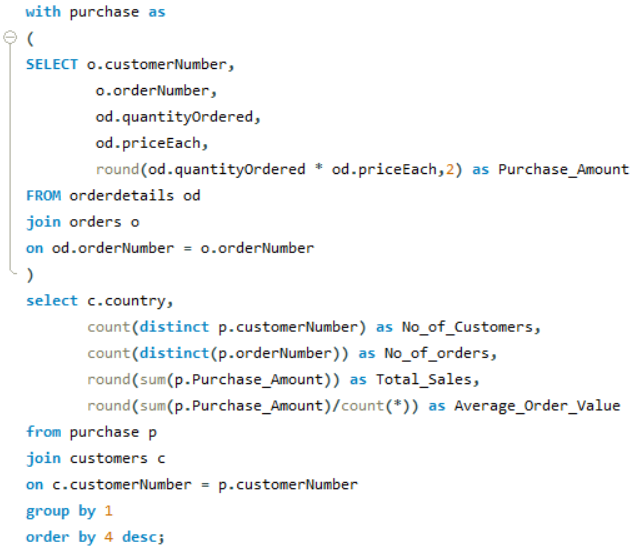 with purchase as
(
SELECT o.customerNumber,
o.orderNumber,
od.quantityOrdered,
od.priceEach,
round(od.quantityOrdered * od.priceEach,2) as Purchase_Amount
FROM orderdetails od
join orders o
on od.orderNumber = o.orderNumber
)
select c.country,
count(distinct p.customerNumber) as No_of_Customers,
count(distinct(p.orderNumber)) as No_of_orders,
round(sum(p.Purchase_Amount)) as Total_Sales,
round(sum(p.Purchase_Amount)/count(*)) as Average_Order_Value
from purchase p
join customers c
on c.customerNumber = p.customerNumber
group by 1
order by 4 desc;